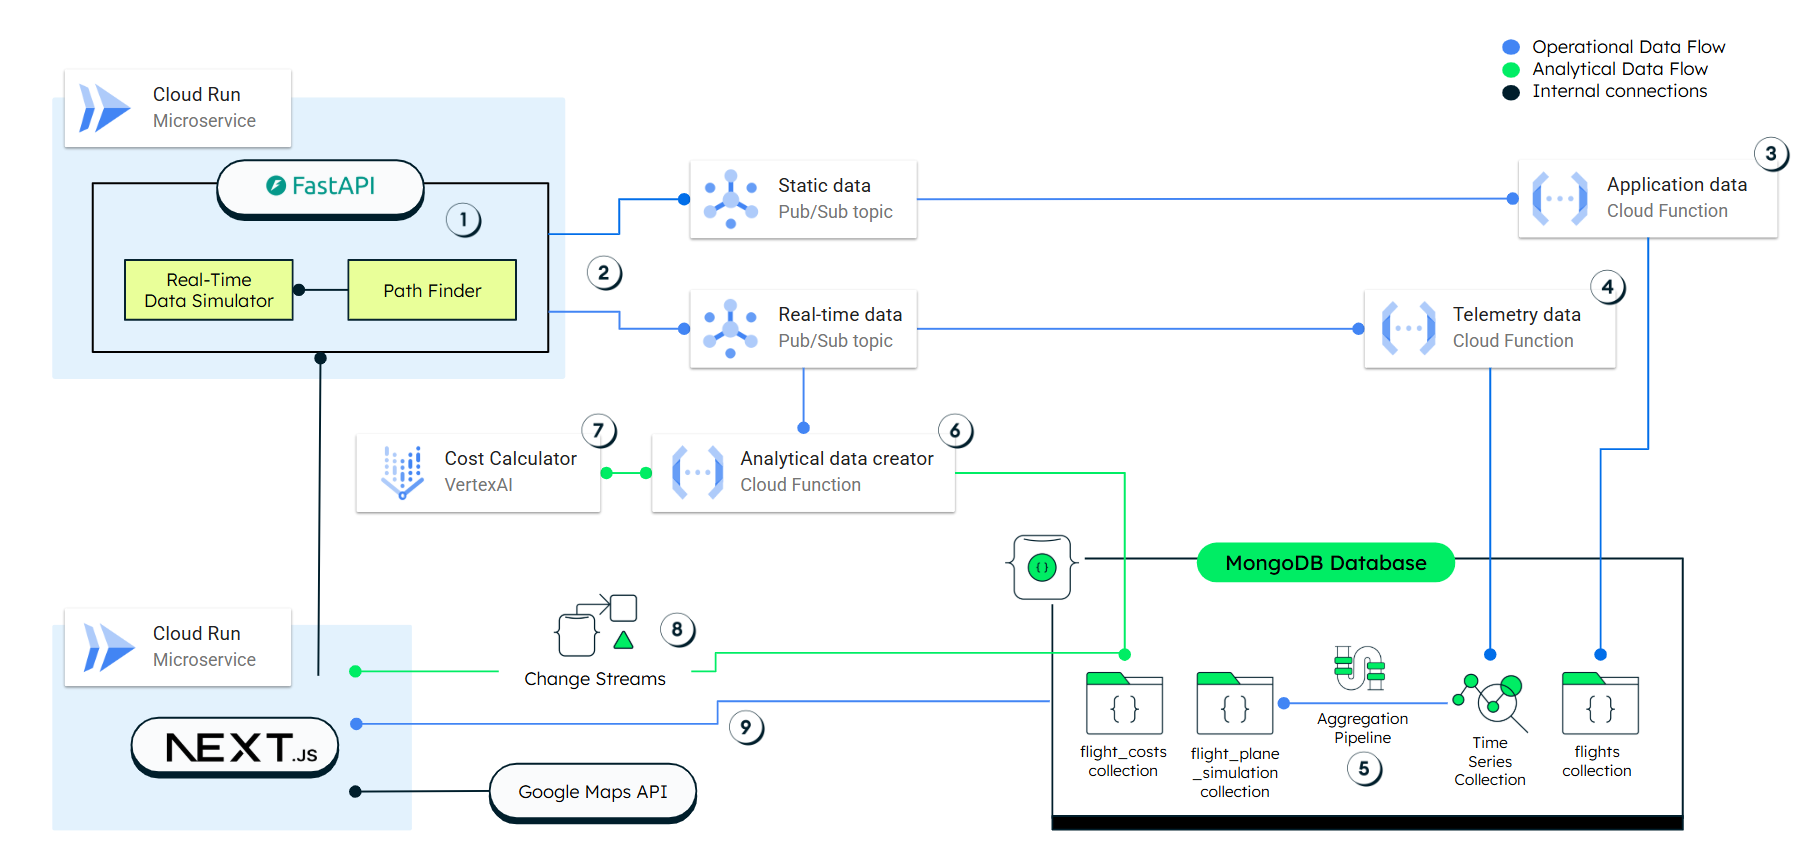 Operational Data Flow
Analytical Data Flow
Internal connections
Cloud Run
Microservice
FastAPI
1
Real-Time
Data Simulator
Path Finder
2
Static data
Pub/Sub topic
Real-time data
Pub/Sub topic
3
Application data
Cloud Function
4
Telemetry data
Cloud Function
7
Cost Calculator
VertexAI
6
Analytical data creator
Cloud Function
MongoDB Database
Cloud Run
Microservice
NEXT.JS
8
Change Streams
9
Google Maps API
flight_costs
collection
flight_plane
_simulation
collection
Aggregation
Pipeline
5
Time
Series
Collection
flights
collection